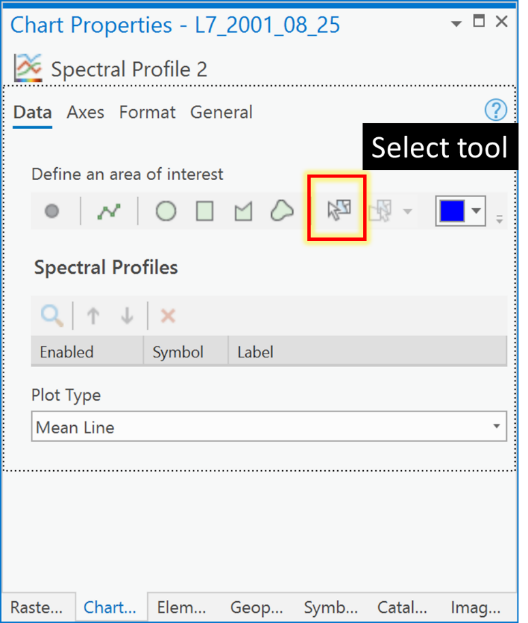 Chart Properties - L7_2001_08_25
Spectral Profile 2
Data Axes Format General
?
Select tool
Define an area of interest
Spectral Profiles
Enabled Symbol Label
Plot Type
Mean Line
Raste... Chart... Elem... Geop... Symb... Catal... Imag...